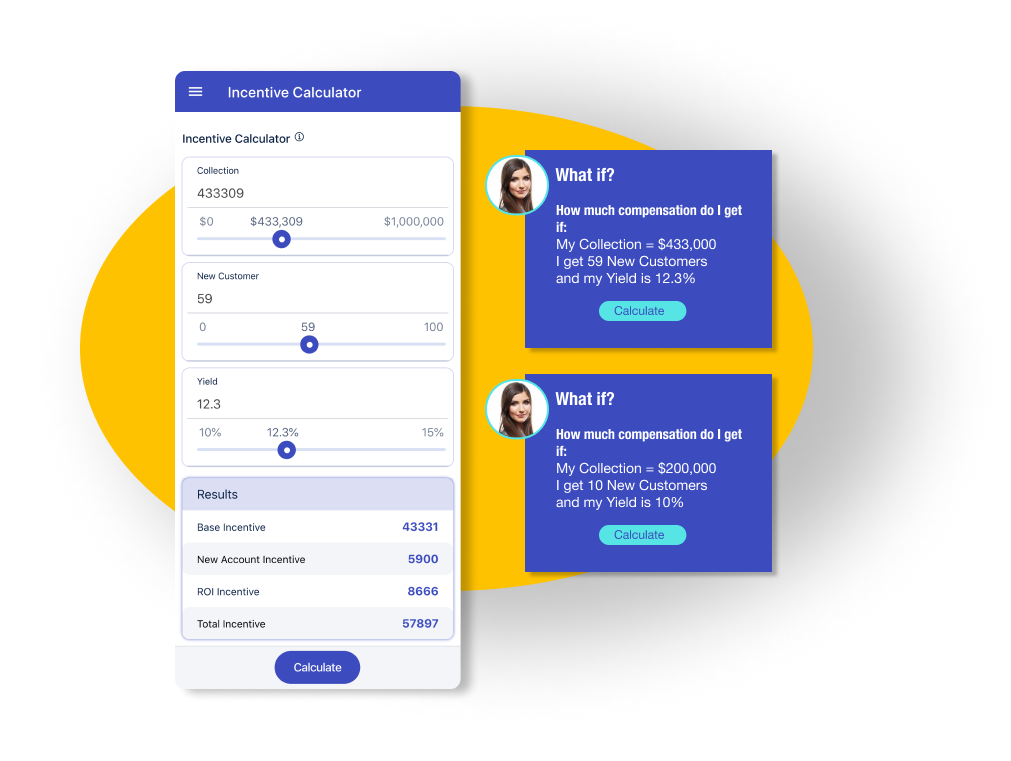 Incentive Calculator
Incentive Calculator ⓘ
Collection
433309
$0 $433,309 $1,000,000
New Customer
59
0 59 100
Yield
12.3
10% 12.3% 15%
Results
Base Incentive 43331
New Account Incentive 5900
ROI Incentive 8666
Total Incentive 57897
Calculate
What if?
How much compensation do I get
if:
My Collection = $433,000
I get 59 New Customers
and my Yield is 12.3%
Calculate
What if?
How much compensation do I get
if:
My Collection = $200,000
I get 10 New Customers
and my Yield is 10%
Calculate